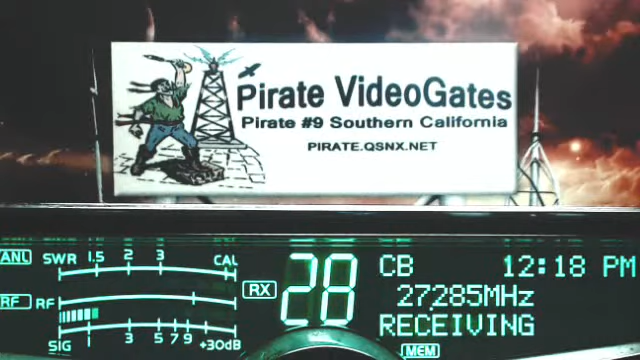 Pirate VideoGates
Pirate #9 Southern California
PIRATE.QSNX.NET
ANL SWR 1.5 2 3 CAL
RF RF
SIG 1 3 5 7 9 +30dB
RX
28
CB 12:18 PM
27285MHz
RECEIVING
MEM